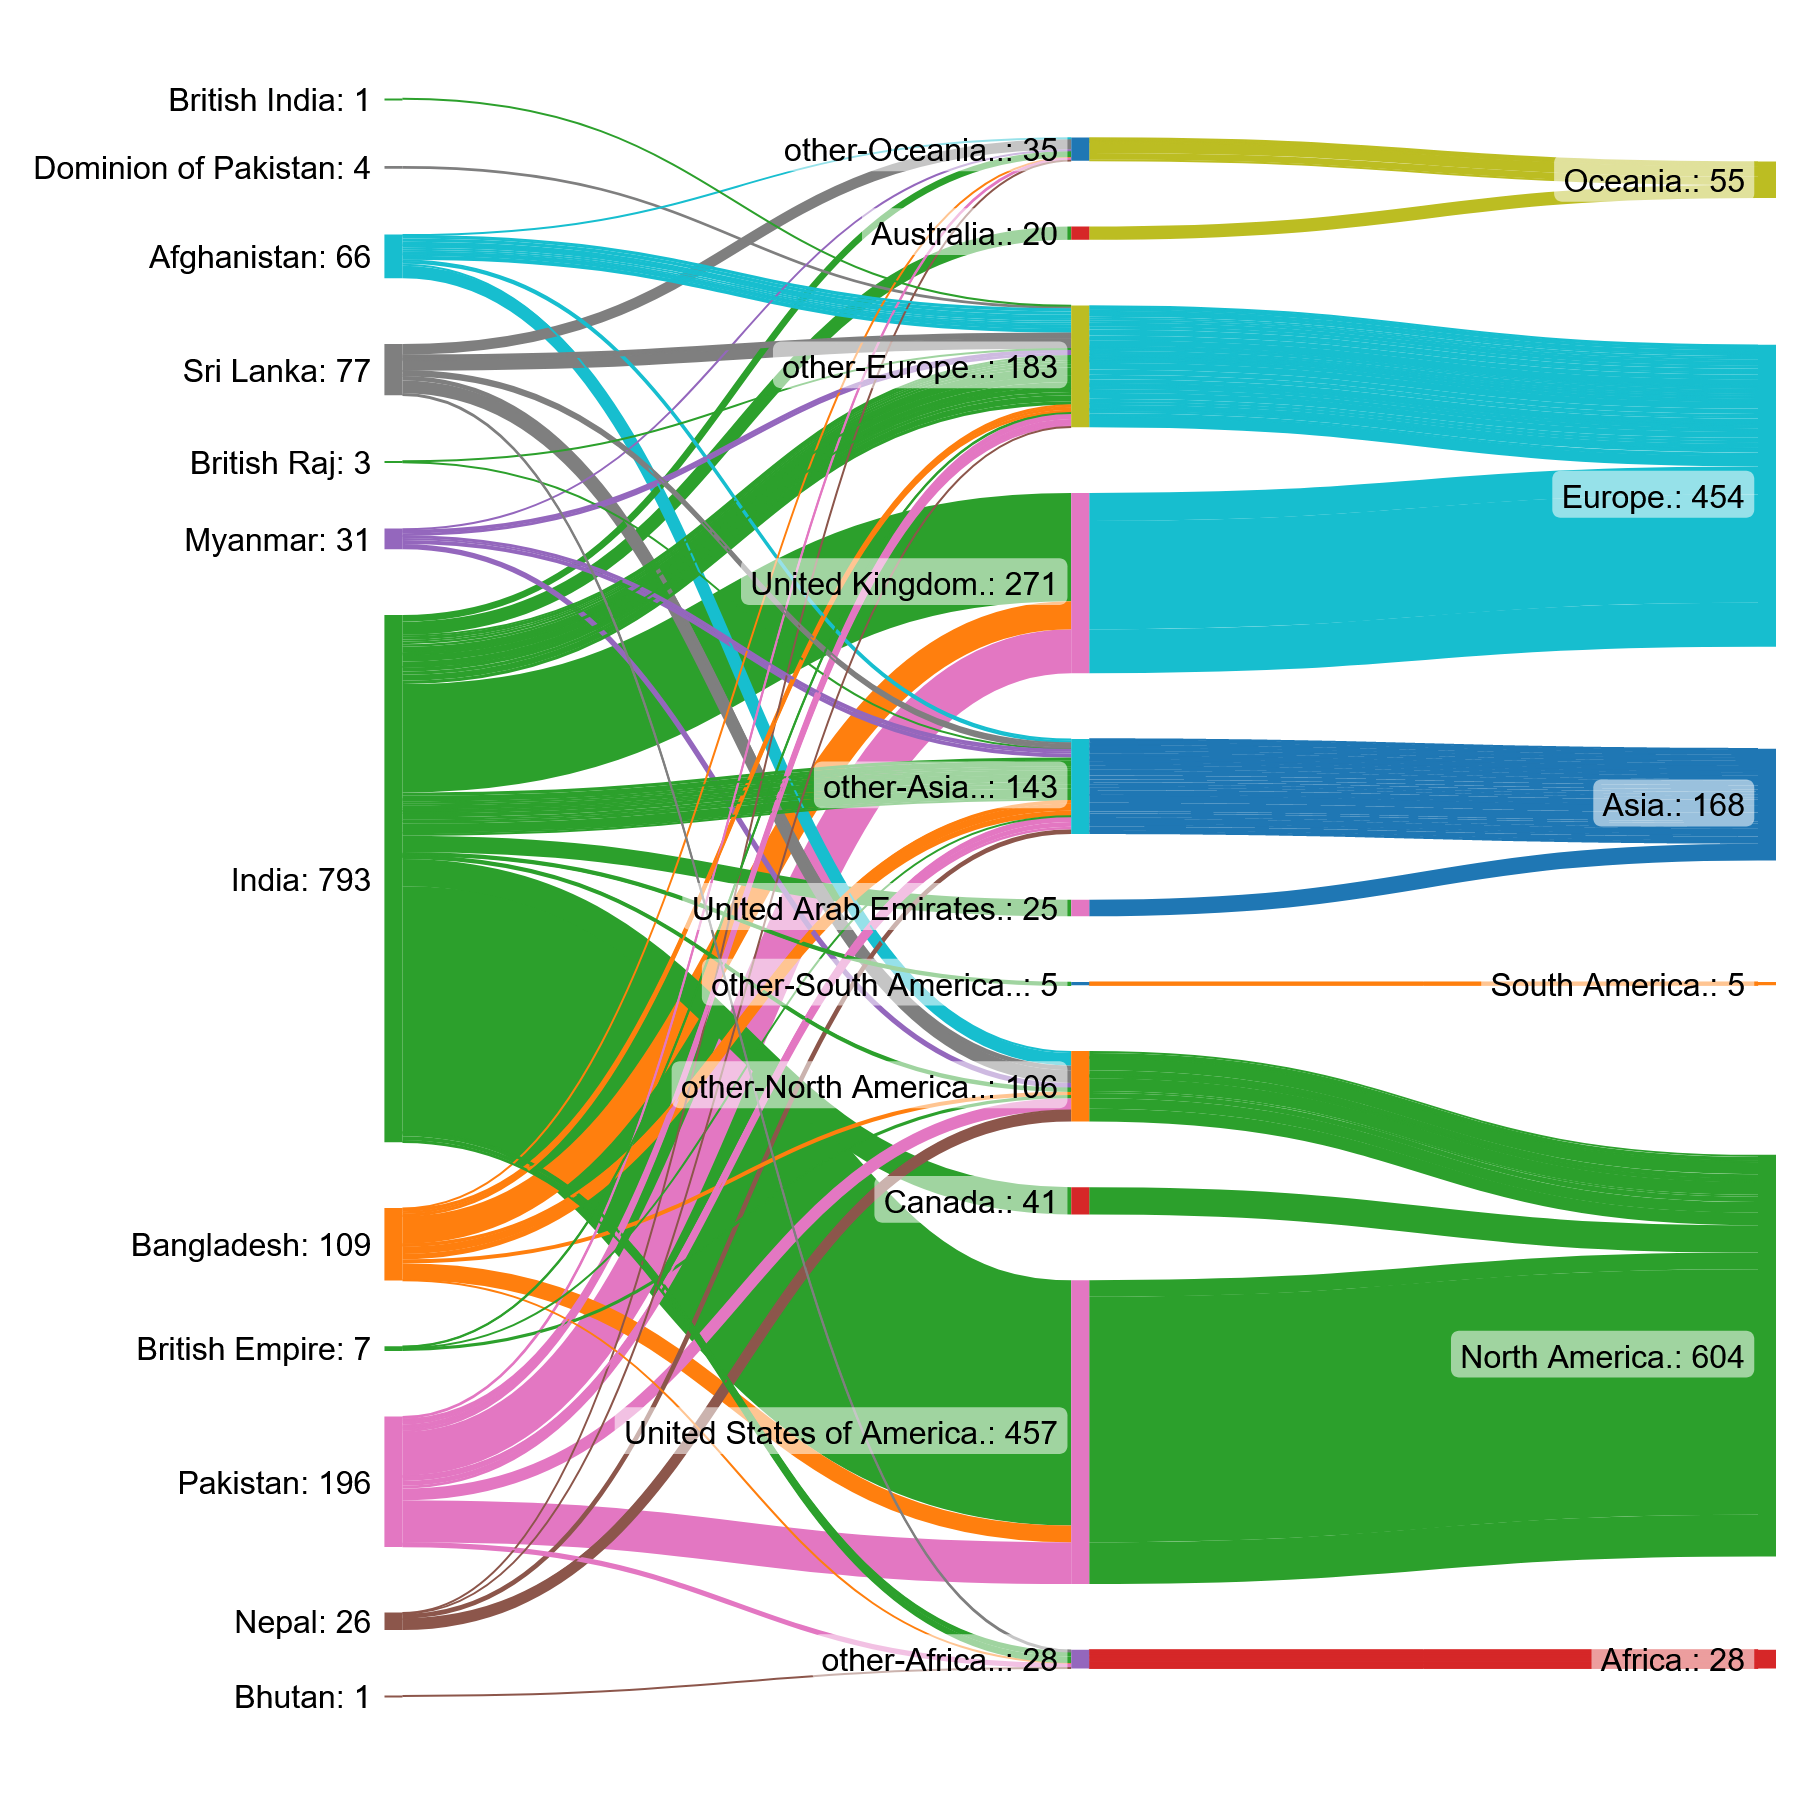 British India: 1
Dominion of Pakistan: 4
Afghanistan: 66
Sri Lanka: 77
British Raj: 3
Myanmar: 31
India: 793
Bangladesh: 109
British Empire: 7
Pakistan: 196
Nepal: 26
Bhutan: 1
other-Oceania..: 35
Australia.: 20
other-Europe..: 183
United Kingdom.: 271
other-Asia..: 143
United Arab Emirates.: 25
other-South America..: 5
other-North America..: 106
Canada.: 41
United States of America.: 457
other-Africa..: 28
Oceania.: 55
Europe.: 454
Asia.: 168
South America.: 5
North America.: 604
Africa.: 28